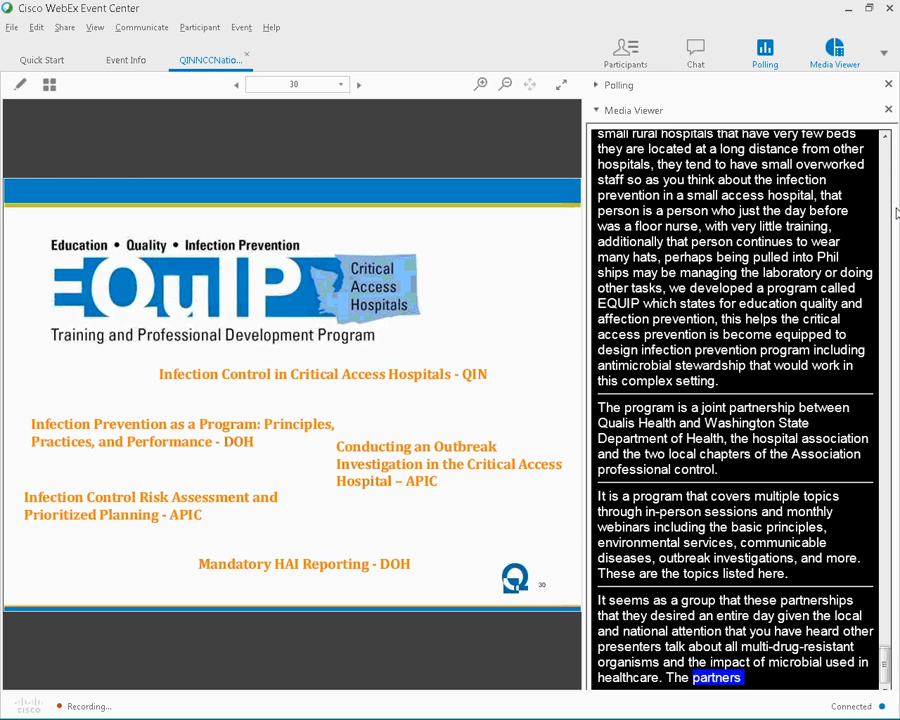 Cisco WebEx Event Center
File Edit Share View Communicate Participant Event Help
Quick Start Event Info QINNCCNatio... Participants Chat Polling Media Viewer
30
Polling
Media Viewer
Education • Quality • Infection Prevention
EQuIP
Critical
Access
Hospitals
Training and Professional Development Program
Infection Control in Critical Access Hospitals - QIN
Infection Prevention as a Program: Principles,
Practices, and Performance - DOH
Conducting an Outbreak
Investigation in the Critical Access
Hospital – APIC
Infection Control Risk Assessment and
Prioritized Planning - APIC
Mandatory HAI Reporting - DOH
30
small rural hospitals that have very few beds
they are located at a long distance from other
hospitals, they tend to have small overworked
staff so as you think about the infection
prevention in a small access hospital, that
person is a person who just the day before
was a floor nurse, with very little training,
additionally that person continues to wear
many hats, perhaps being pulled into Phil
ships may be managing the laboratory or doing
other tasks, we developed a program called
EQUIP which states for education quality and
affection prevention, this helps the critical
access prevention is become equipped to
design infection prevention program including
antimicrobial stewardship that would work in
this complex setting.
The program is a joint partnership between
Qualis Health and Washington State
Department of Health, the hospital association
and the two local chapters of the Association
professional control.
It is a program that covers multiple topics
through in-person sessions and monthly
webinars including the basic principles,
environmental services, communicable
diseases, outbreak investigations, and more.
These are the topics listed here.
It seems as a group that these partnerships
that they desired an entire day given the local
and national attention that you have heard other
presenters talk about all multi-drug-resistant
organisms and the impact of microbial used in
healthcare. The partners
cisco
Recording...
Connected